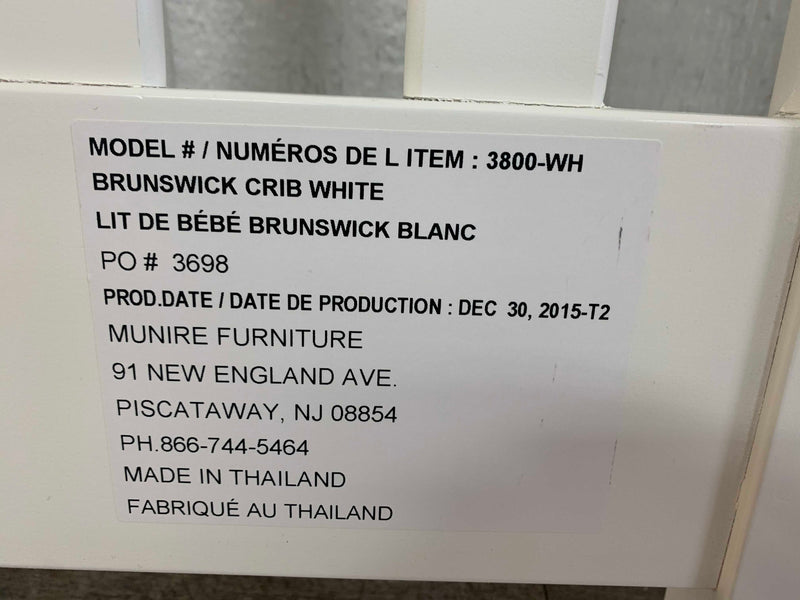 MODEL # / NUMÉROS DE L ITEM : 3800-WH
BRUNSWICK CRIB WHITE
LIT DE BÉBÉ BRUNSWICK BLANC
PO # 3698
PROD.DATE / DATE DE PRODUCTION : DEC 30, 2015-T2
MUNIRE FURNITURE
91 NEW ENGLAND AVE.
PISCATAWAY, NJ 08854
PH.866-744-5464
MADE IN THAILAND
FABRIQUÉ AU THAILAND